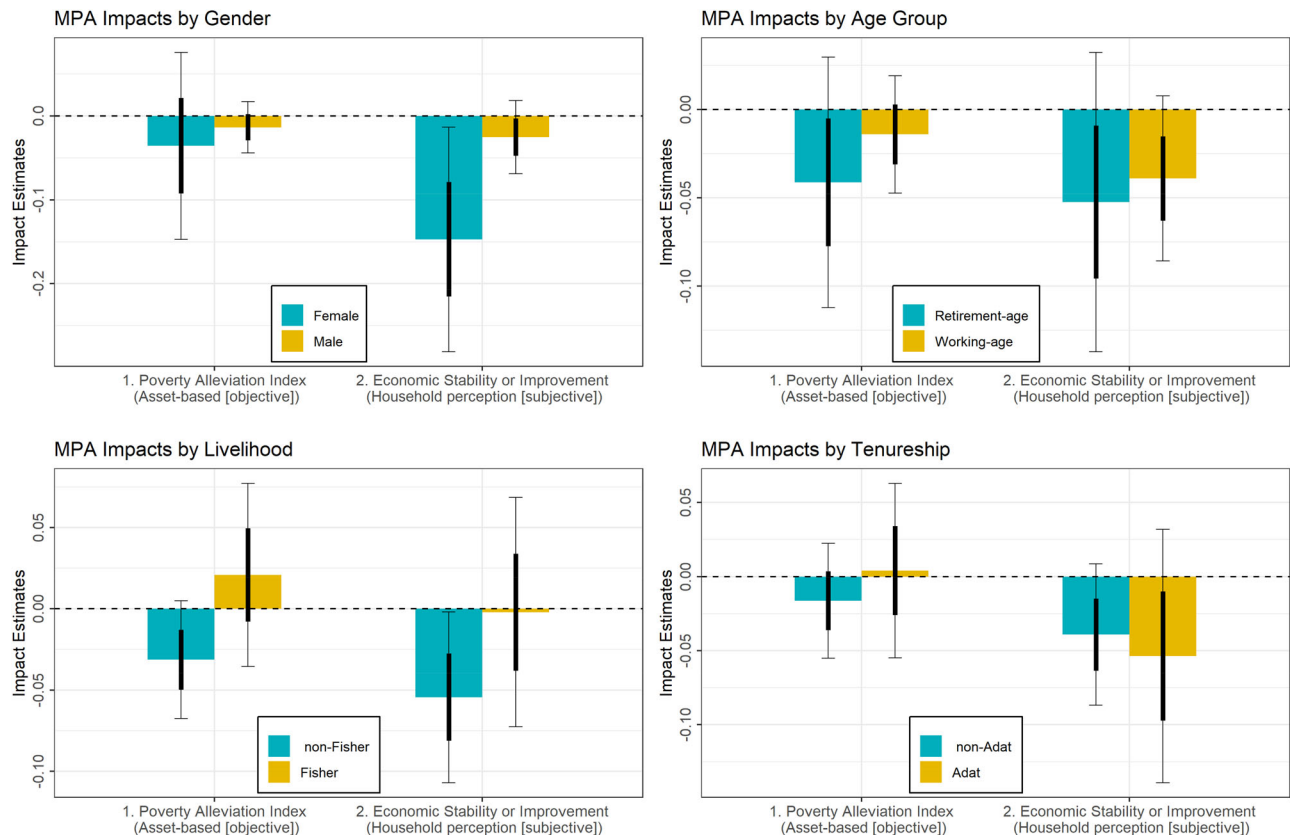 MPA Impacts by Gender
Impact Estimates
0.0
-0.1
-0.2
Female
Male
1. Poverty Alleviation Index
(Asset-based [objective])
2. Economic Stability or Improvement
(Household perception [subjective])
MPA Impacts by Age Group
Impact Estimates
0.00
-0.05
-0.10
Retirement-age
Working-age
1. Poverty Alleviation Index
(Asset-based [objective])
2. Economic Stability or Improvement
(Household perception [subjective])
MPA Impacts by Livelihood
Impact Estimates
0.05
0.00
-0.05
-0.10
non-Fisher
Fisher
1. Poverty Alleviation Index
(Asset-based [objective])
2. Economic Stability or Improvement
(Household perception [subjective])
MPA Impacts by Tenureship
Impact Estimates
0.05
0.00
-0.05
-0.10
non-Adat
Adat
1. Poverty Alleviation Index
(Asset-based [objective])
2. Economic Stability or Improvement
(Household perception [subjective])